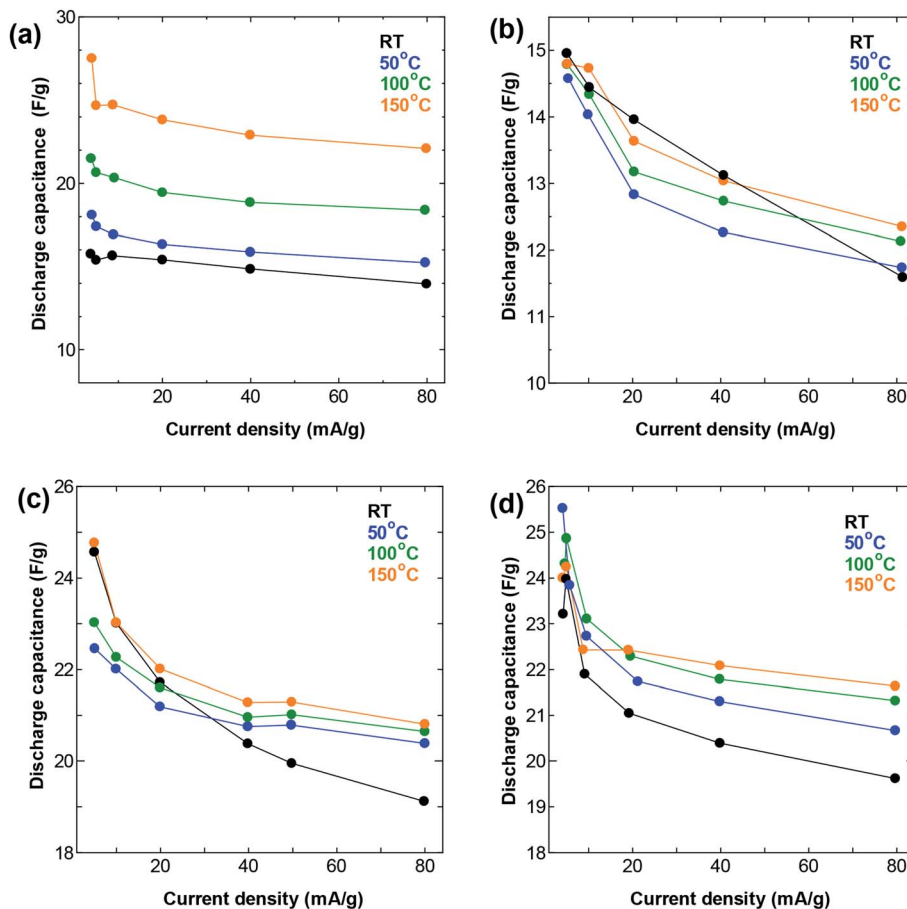 (a)
30
20
10
Discharge capacitance (F/g)
RT
50°C
100°C
150°C
20
40
60
80
Current density (mA/g)
(b)
15
14
13
12
11
10
Discharge capacitance (F/g)
RT
50°C
100°C
150°C
20
40
60
80
Current density (mA/g)
(c)
26
24
22
20
18
Discharge capacitance (F/g)
RT
50°C
100°C
150°C
20
40
60
80
Current density (mA/g)
(d)
26
25
24
23
22
21
20
19
18
Discharge capacitance (F/g)
RT
50°C
100°C
150°C
20
40
60
80
Current density (mA/g)